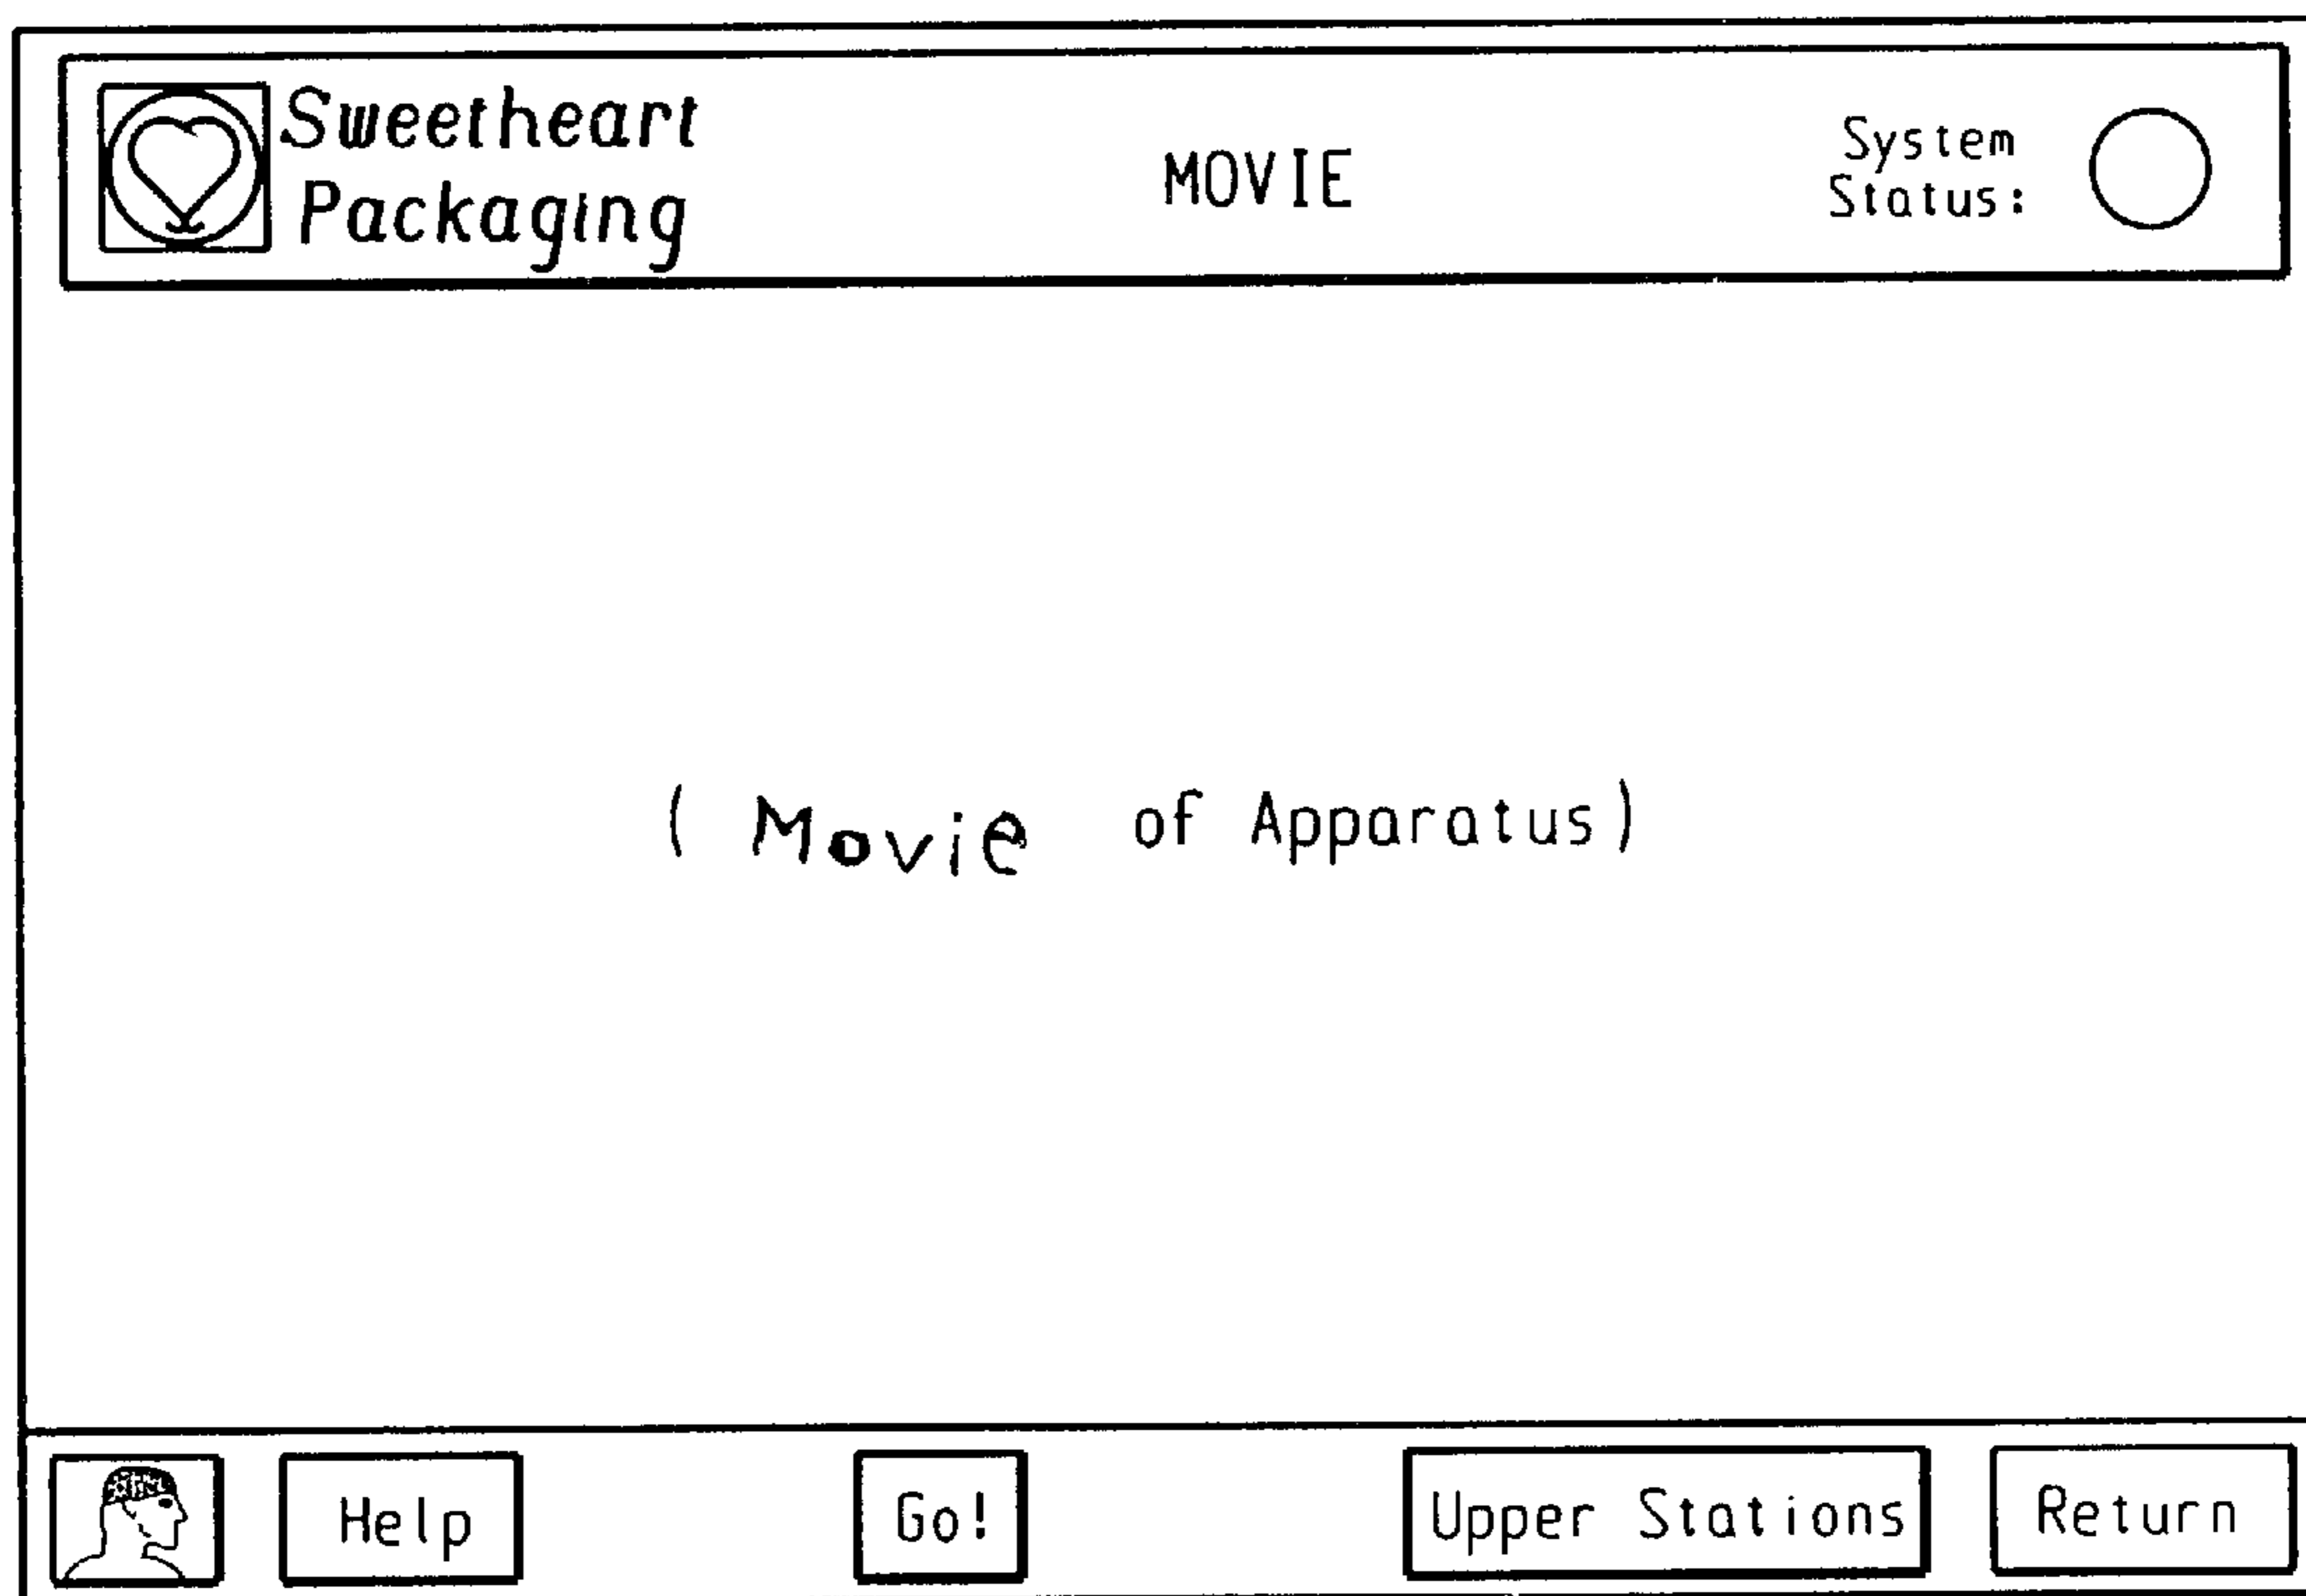 Sweetheart
Packaging
MOVIE
System
Status:
( Movie of Apparatus)
Help
Go!
Upper Stations
Return